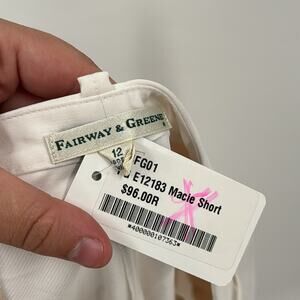 FAIRWAY & GREENE
12
FG01
E12183 Macie Short
$96.00R
*400000107363*